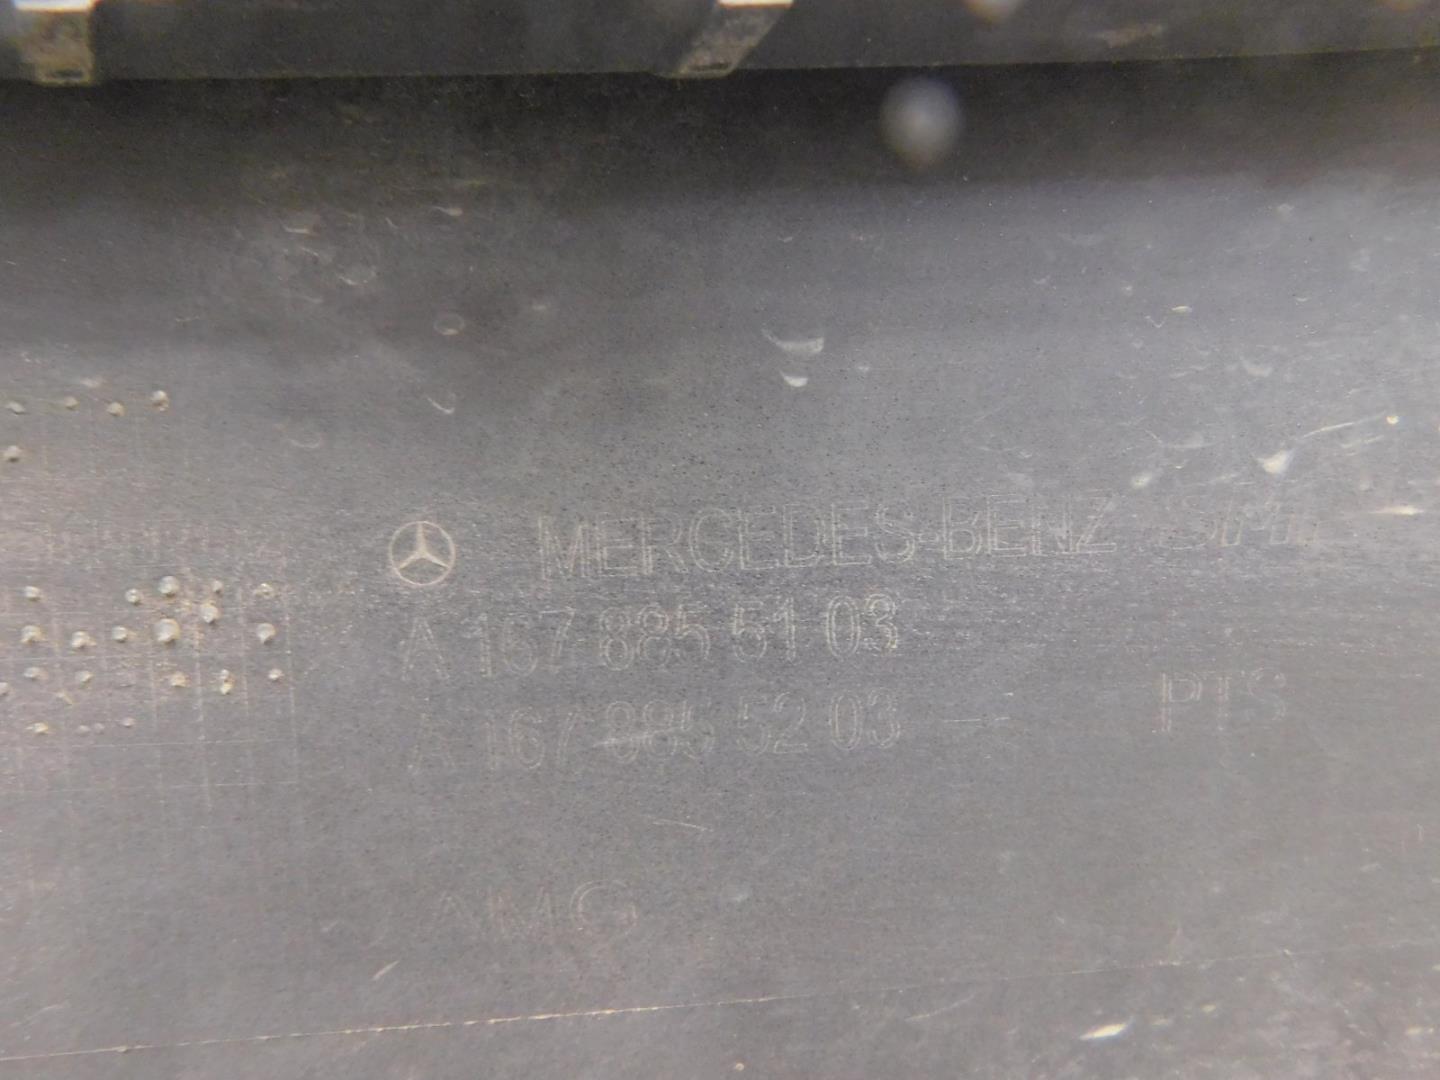 MERCEDES-BENZ
A 167 885 51 03
A 167 885 52 03
PTS
AMG